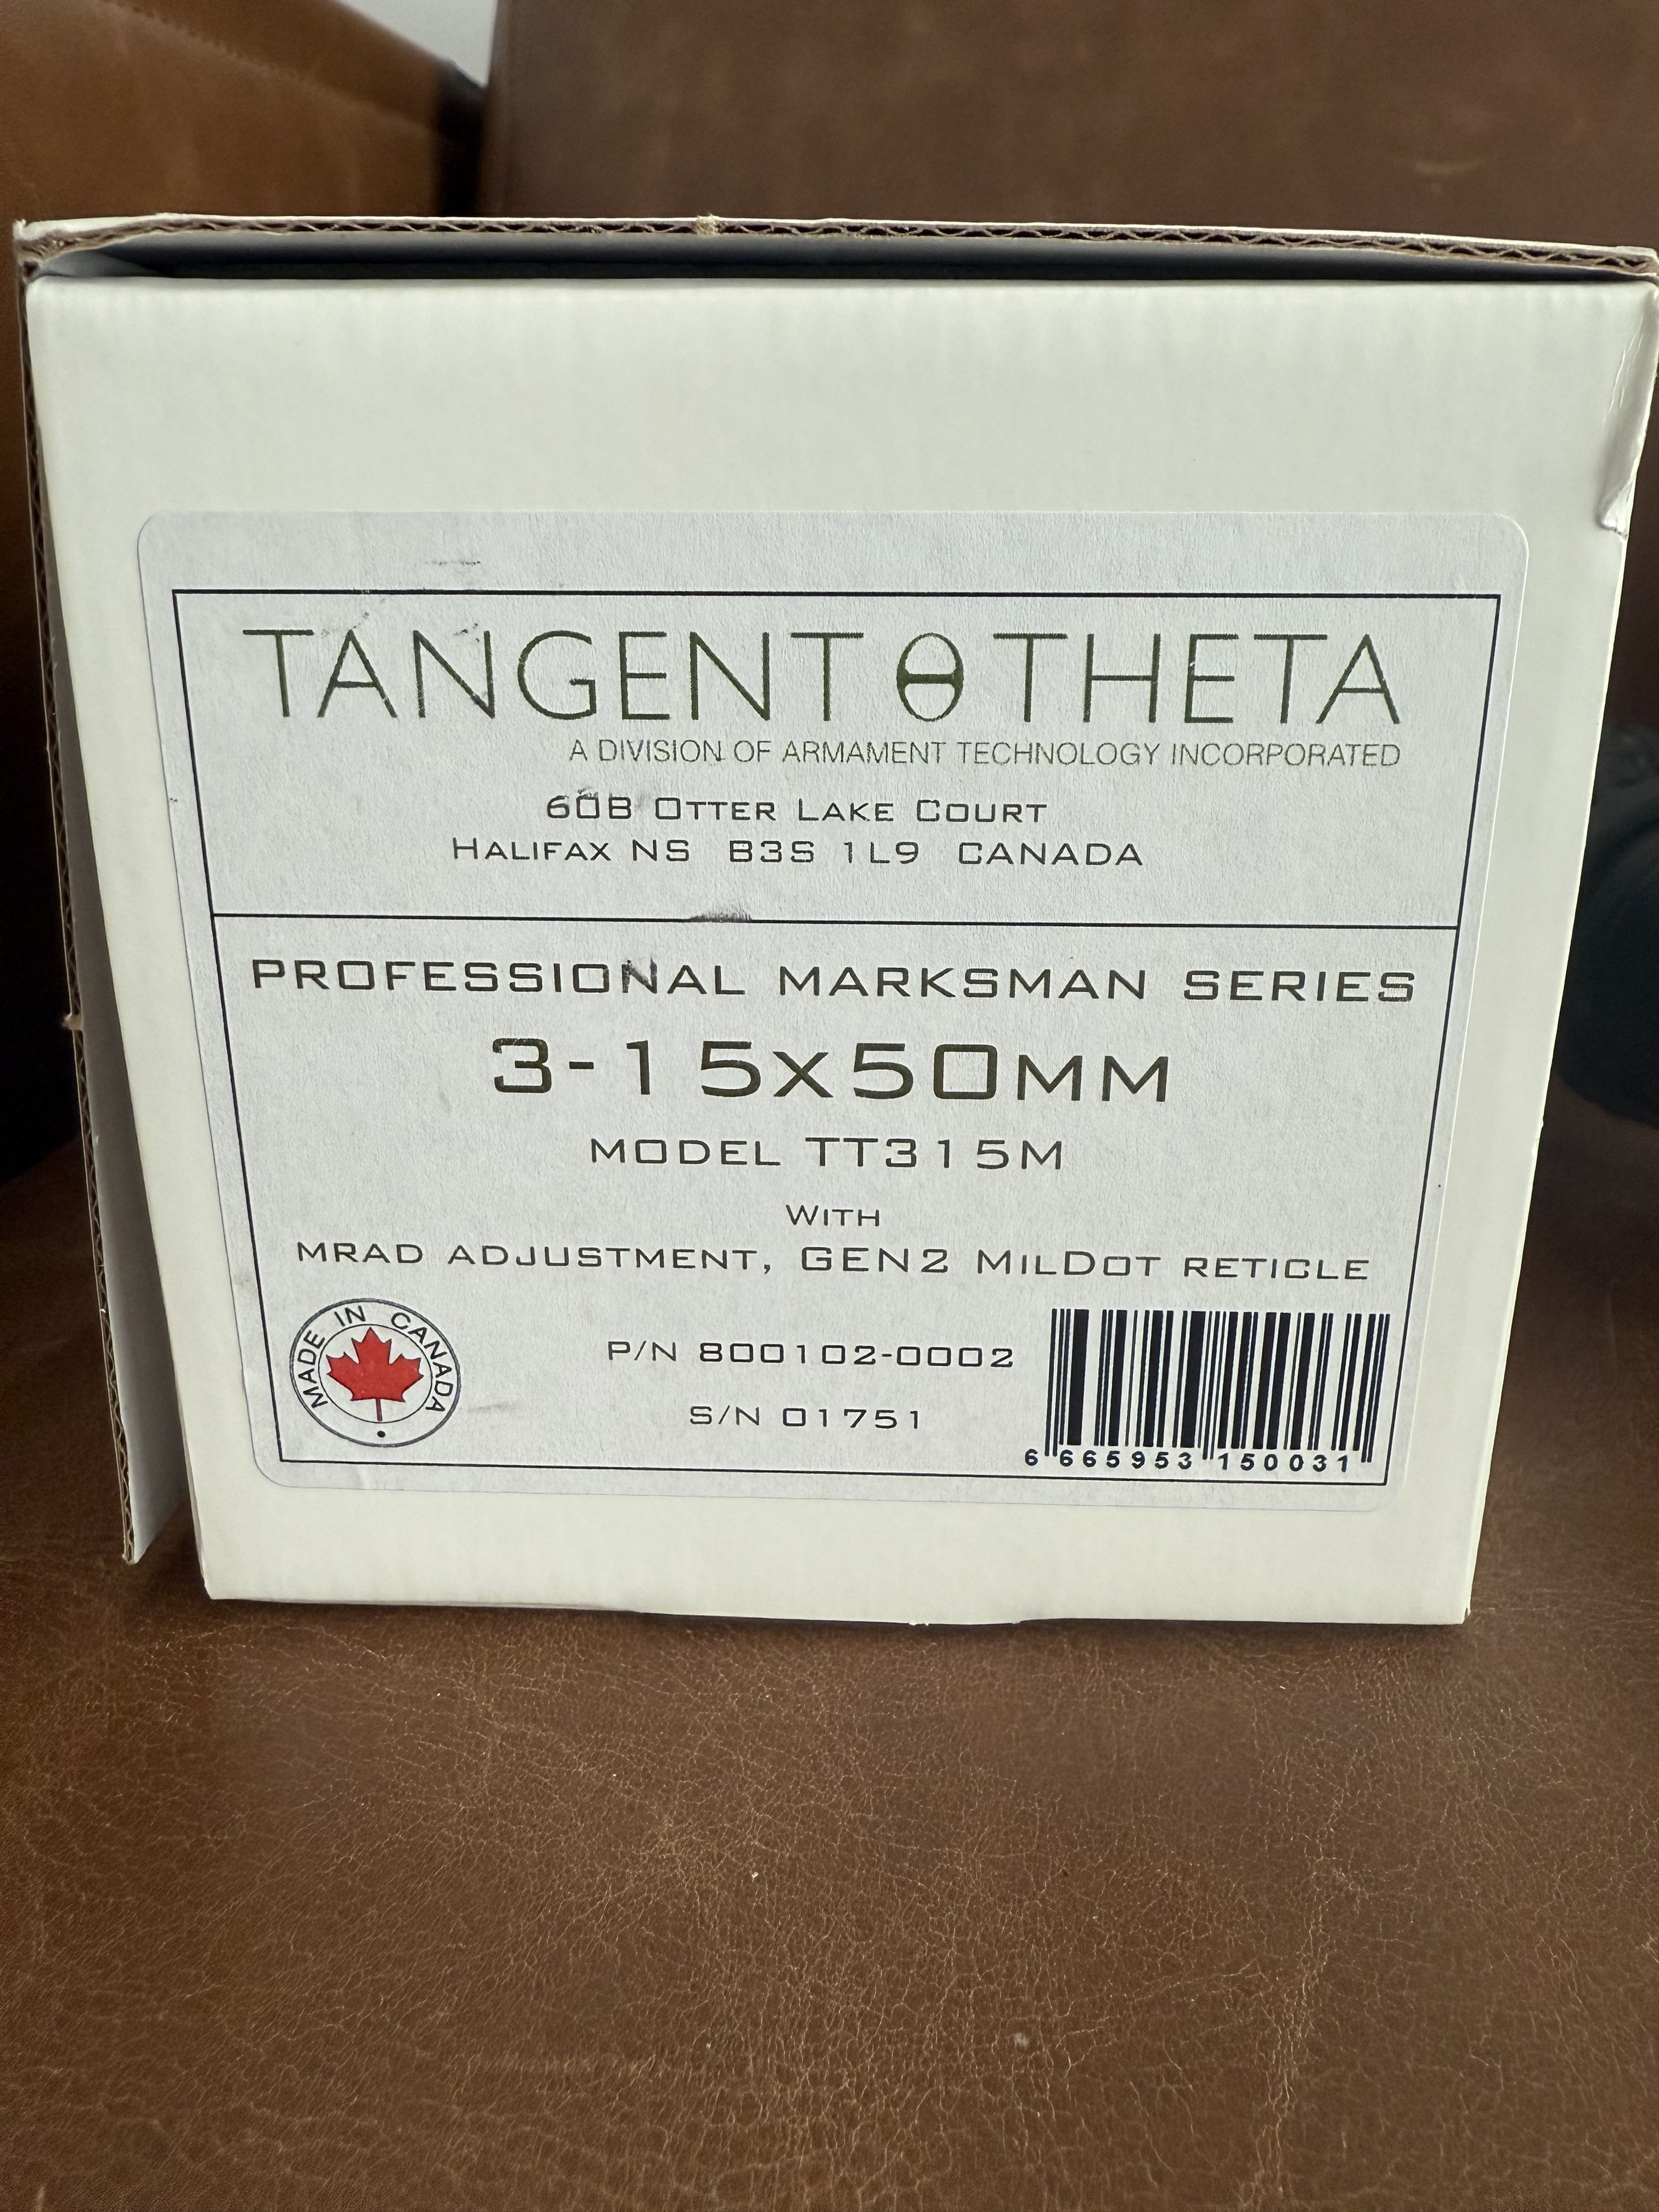 TANGENT θ THETA
A DIVISION OF ARMAMENT TECHNOLOGY INCORPORATED
60B OTTER LAKE COURT
HALIFAX NS B3S 1L9 CANADA
PROFESSIONAL MARKSMAN SERIES
3-15x50MM
MODEL TT315M
WITH
MRAD ADJUSTMENT, GEN2 MILDOT RETICLE
MADE IN CANADA
P/N 800102-0002
S/N 01751
6 665953 150031